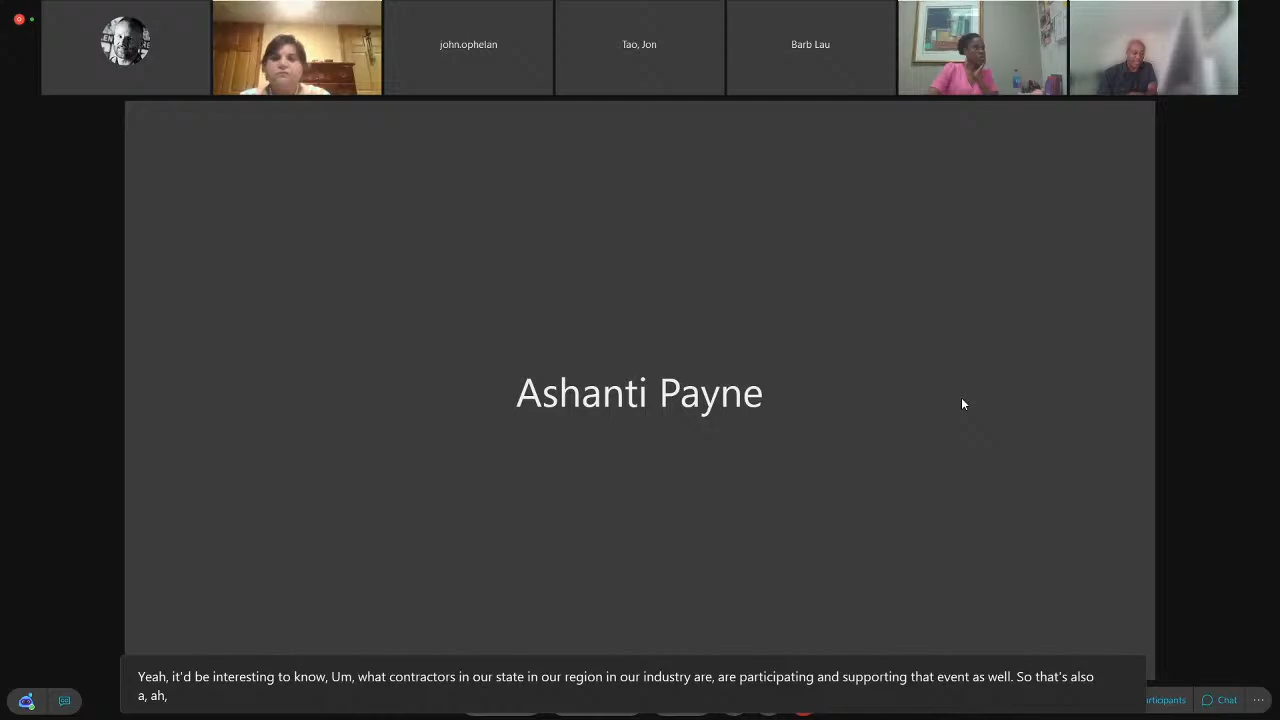 john.ophelan
Tao, Jon
Barb Lau
Ashanti Payne
Yeah, it'd be interesting to know, Um, what contractors in our state in our region in our industry are, are participating and supporting that event as well. So that's also
a, ah,
articipants
Chat